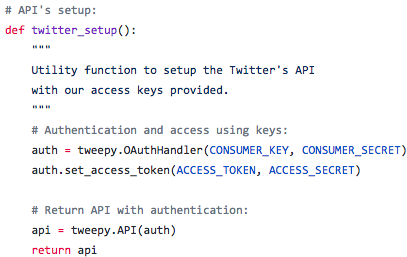 # API's setup:
def twitter_setup():
    """
    Utility function to setup the Twitter's API
    with our access keys provided.
    """
    # Authentication and access using keys:
    auth = tweepy.OAuthHandler(CONSUMER_KEY, CONSUMER_SECRET)
    auth.set_access_token(ACCESS_TOKEN, ACCESS_SECRET)

    # Return API with authentication:
    api = tweepy.API(auth)
    return api